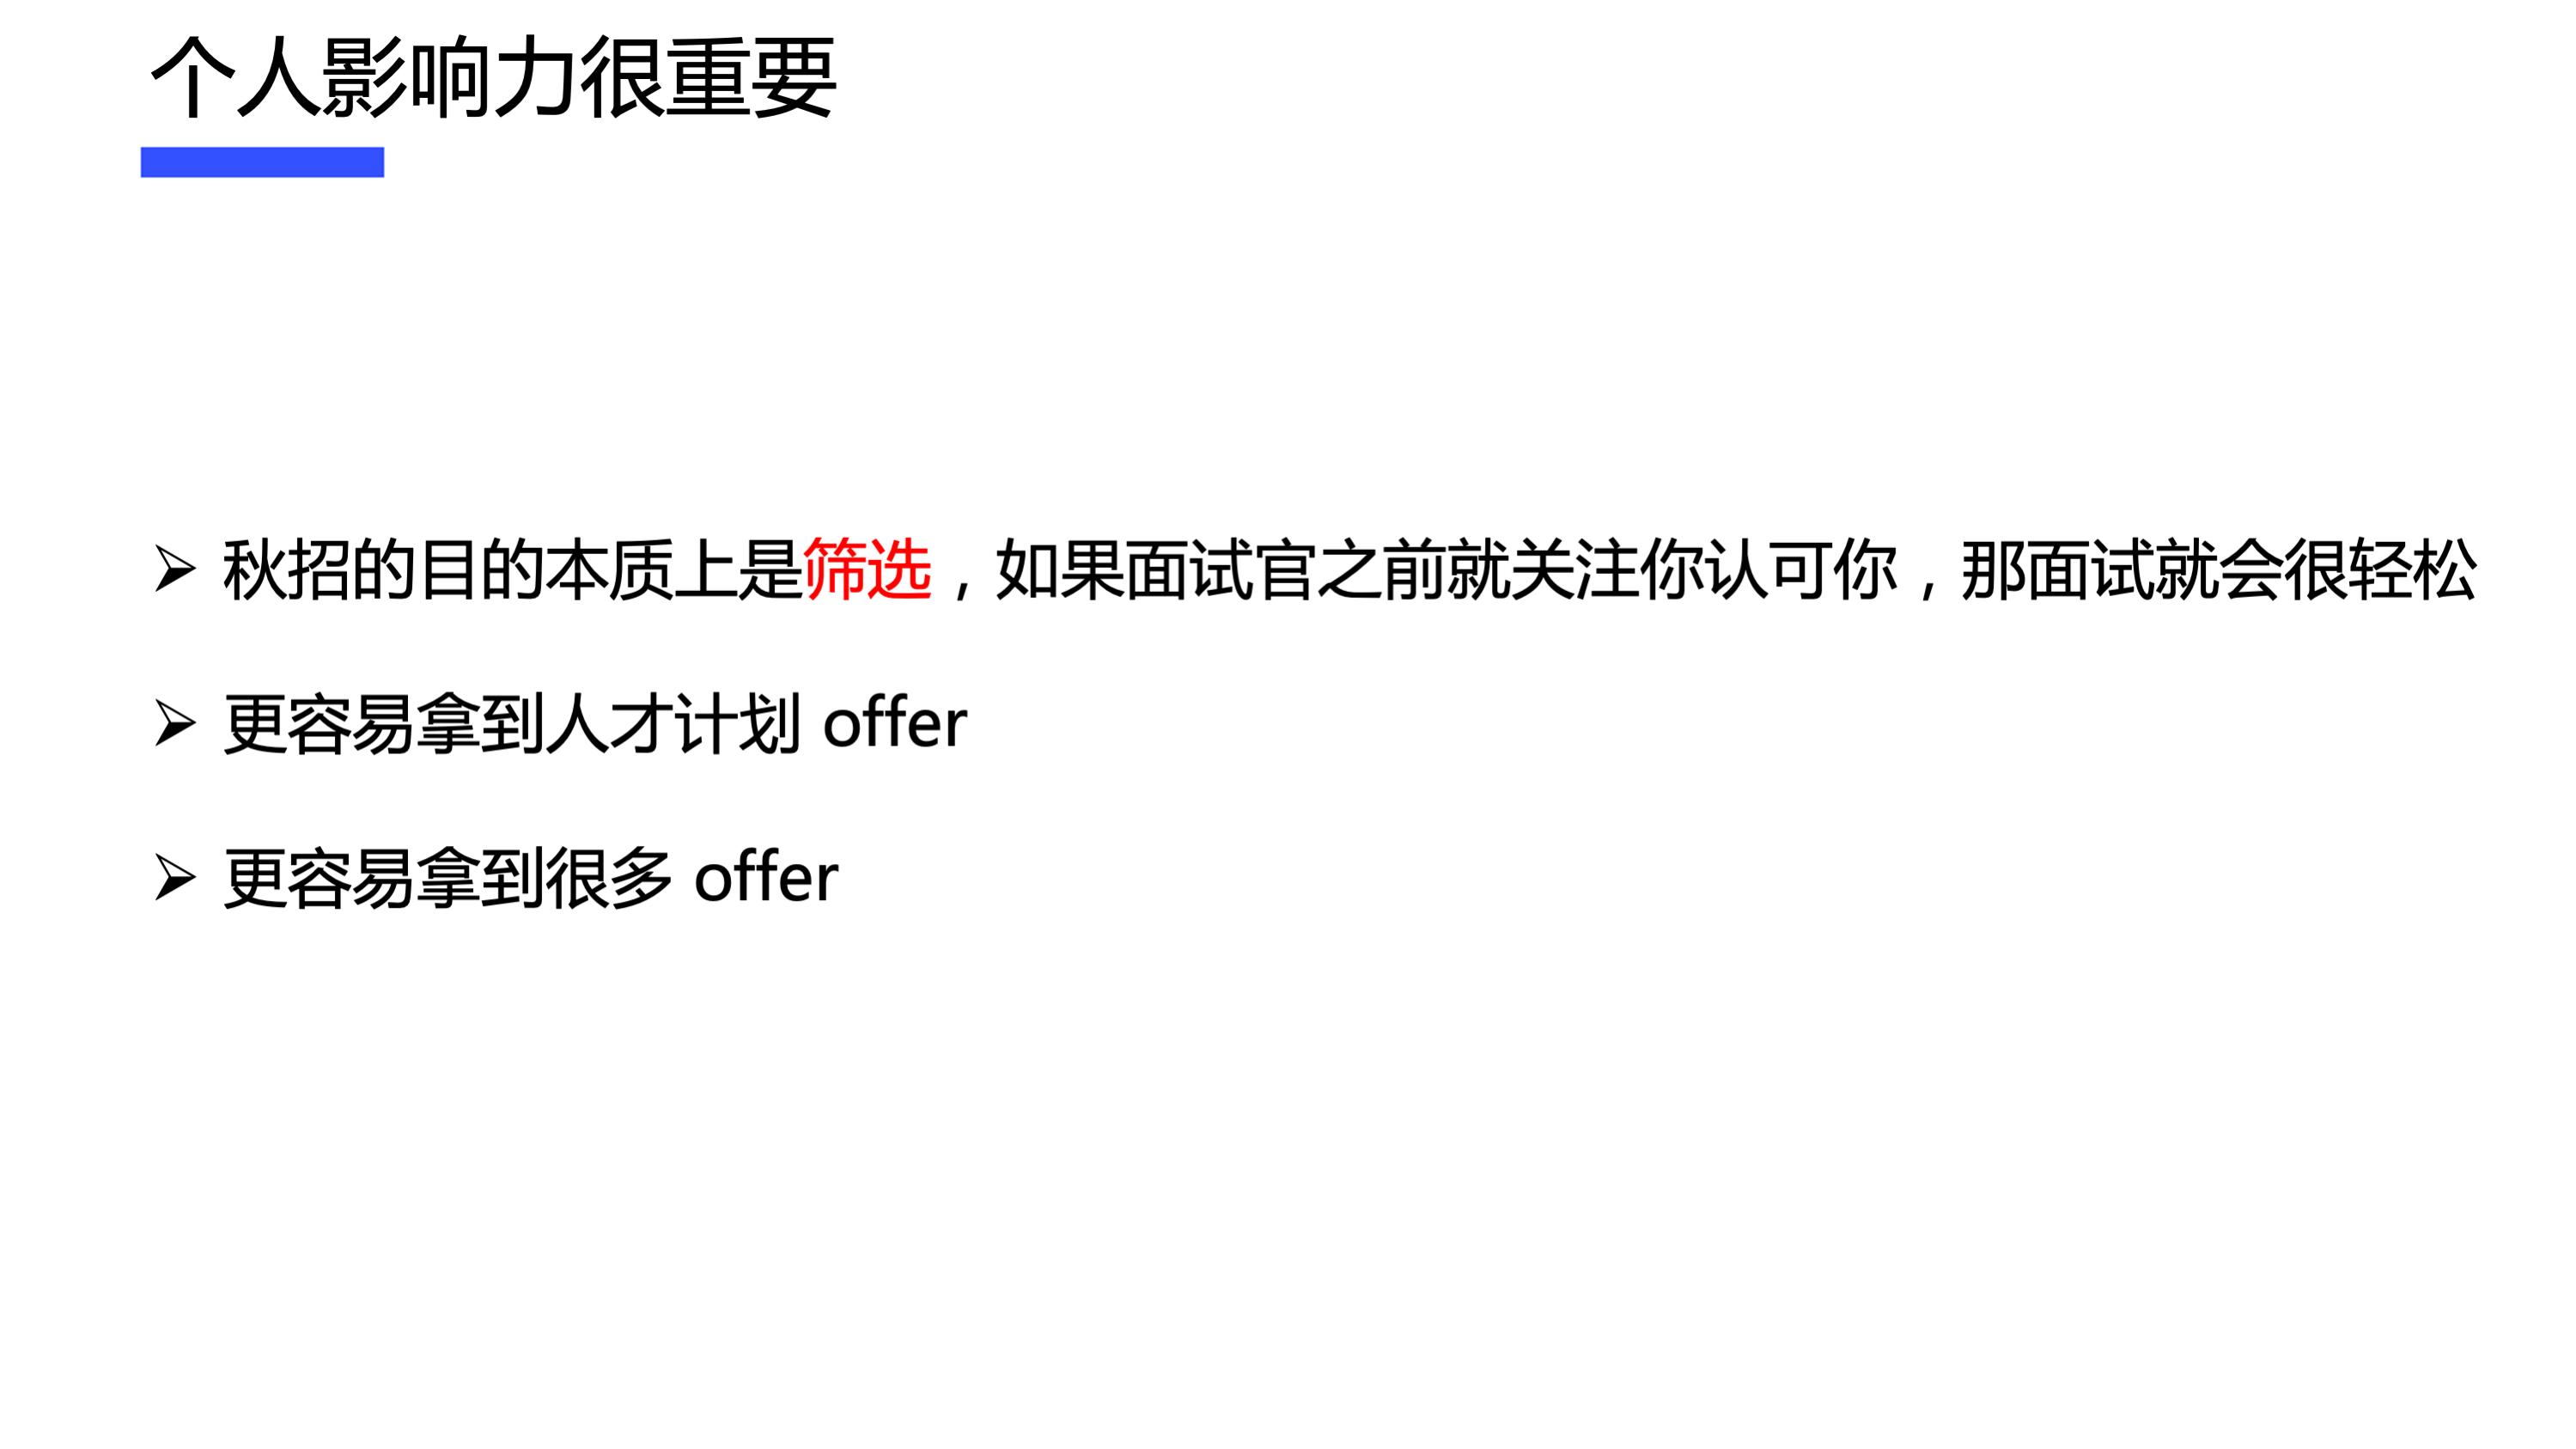 个人影响力很重要
➢ 秋招的目的本质上是筛选，如果面试官之前就关注你认可你，那面试就会很轻松
➢ 更容易拿到人才计划 offer
➢ 更容易拿到很多 offer